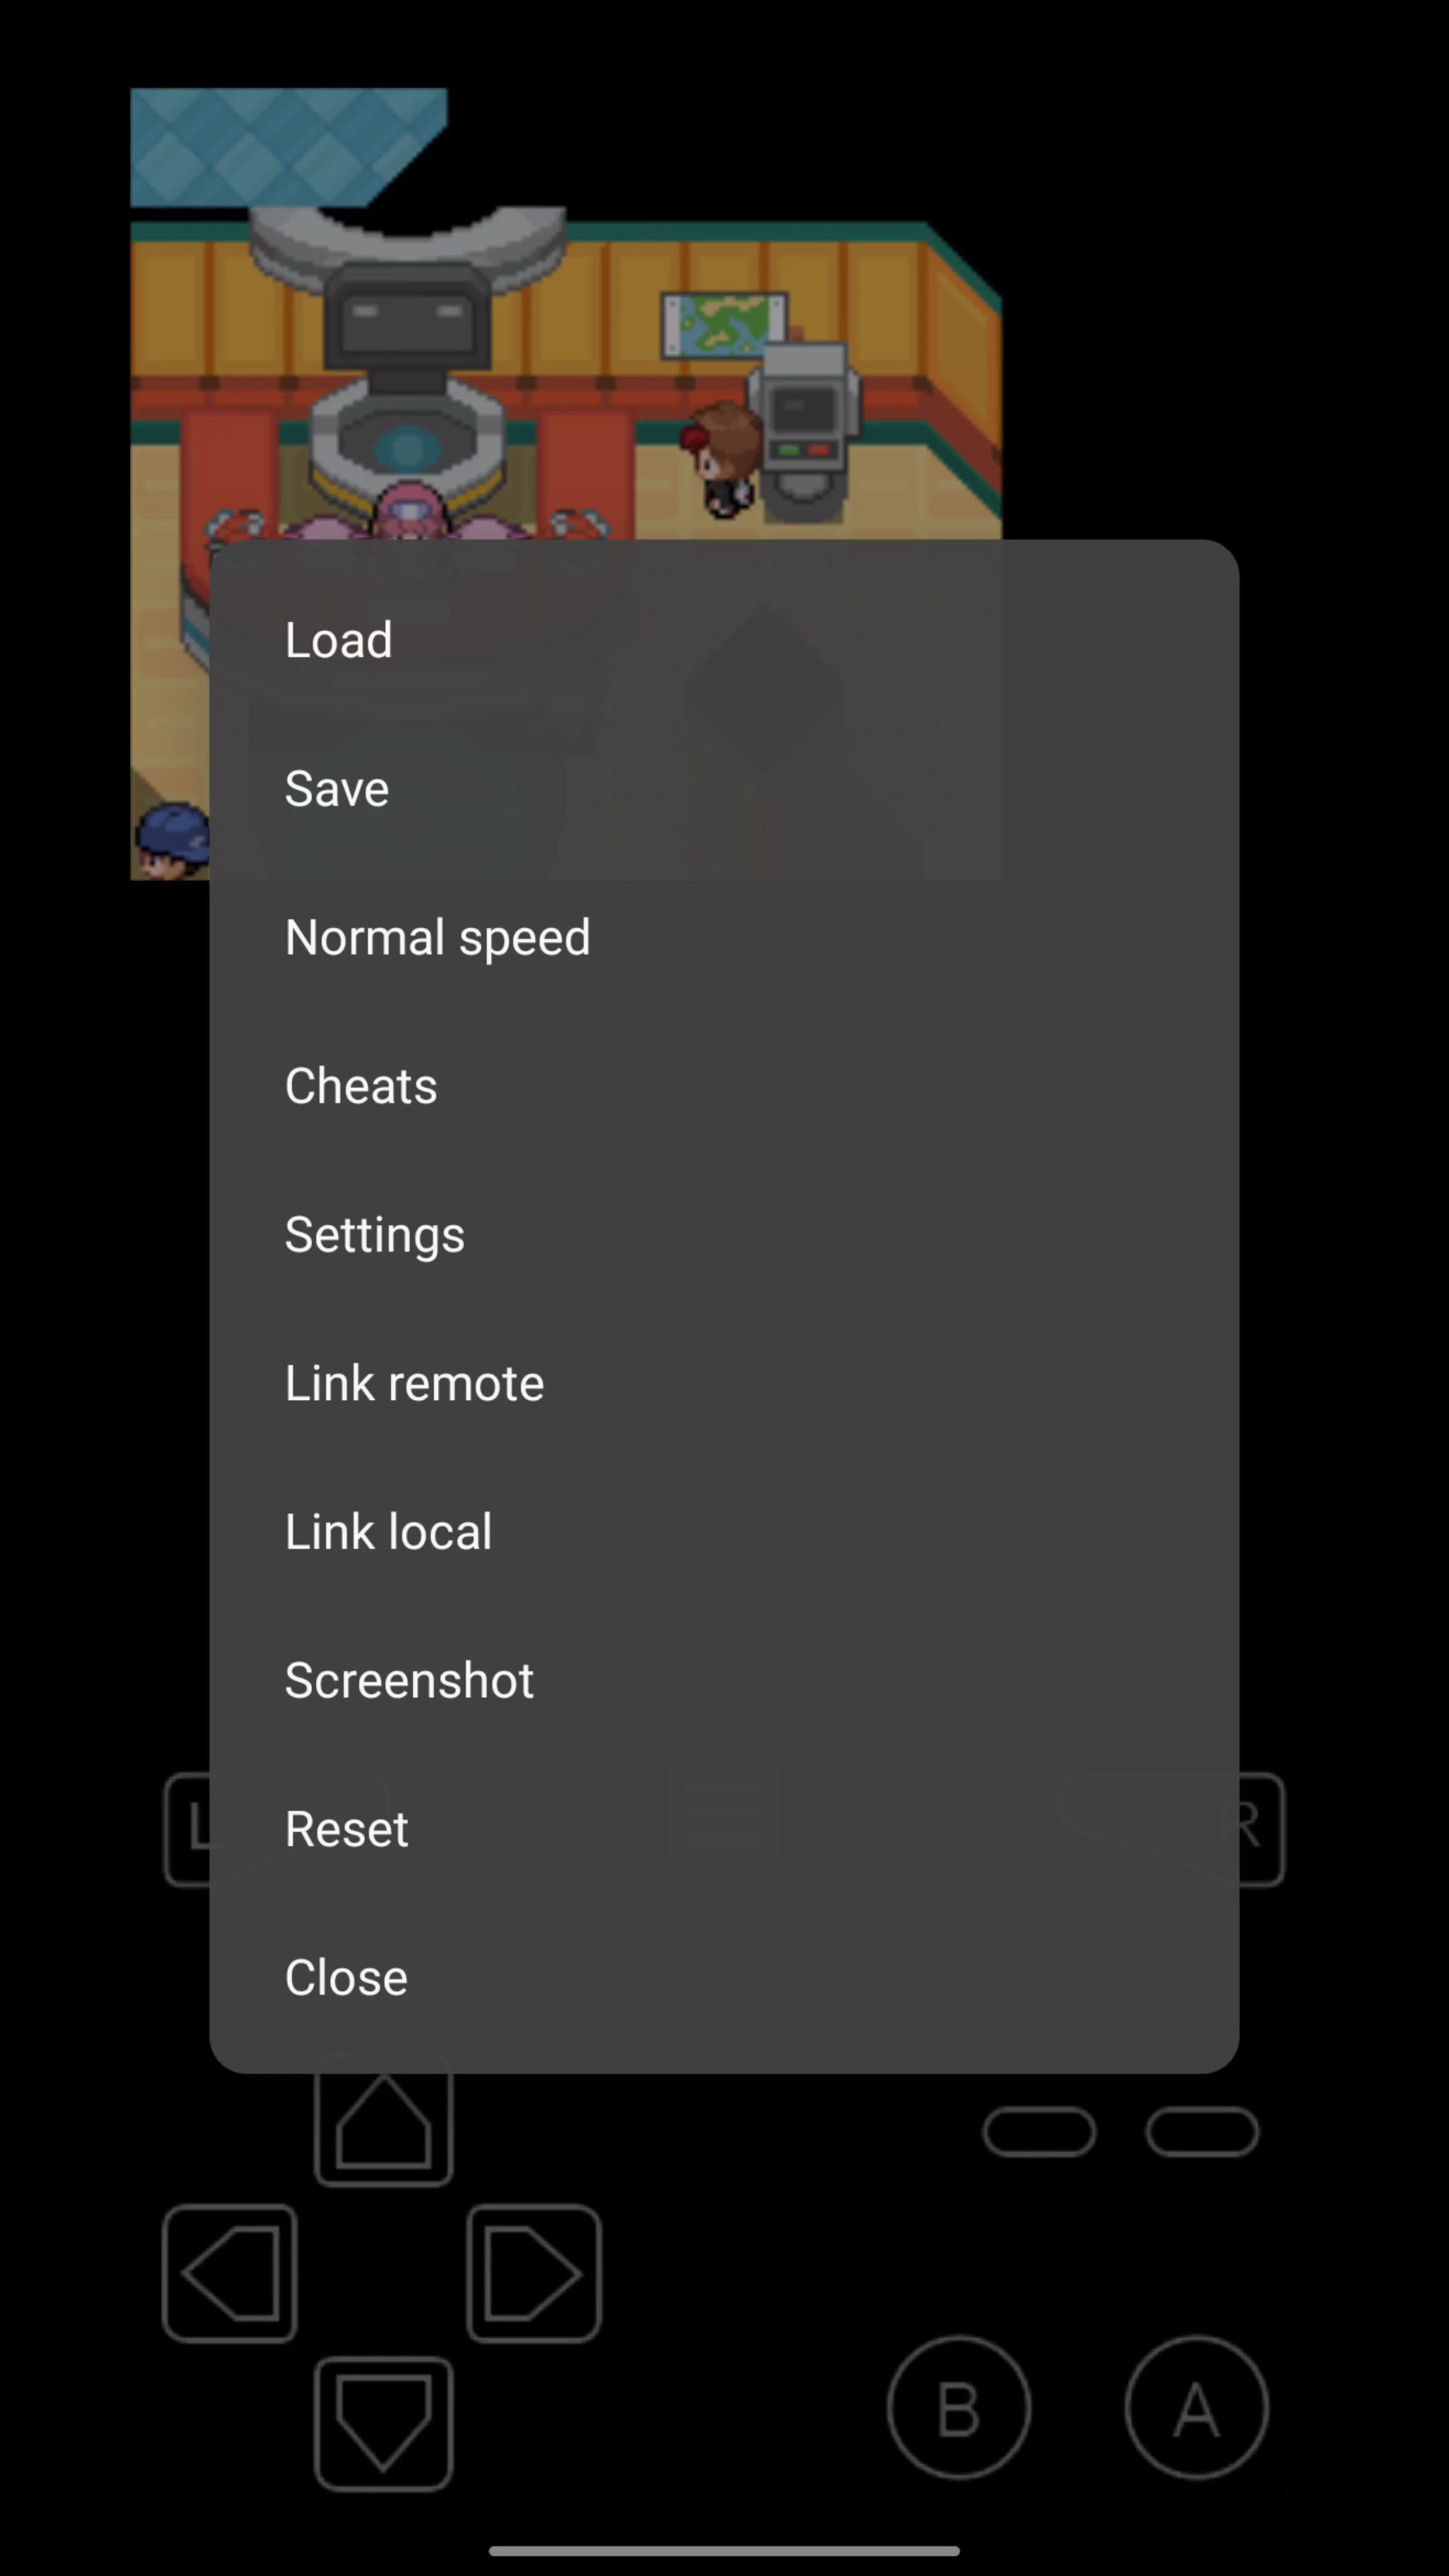 Load
Save
Normal speed
Cheats
Settings
Link remote
Link local
Screenshot
L
R
Reset
Close
B
A